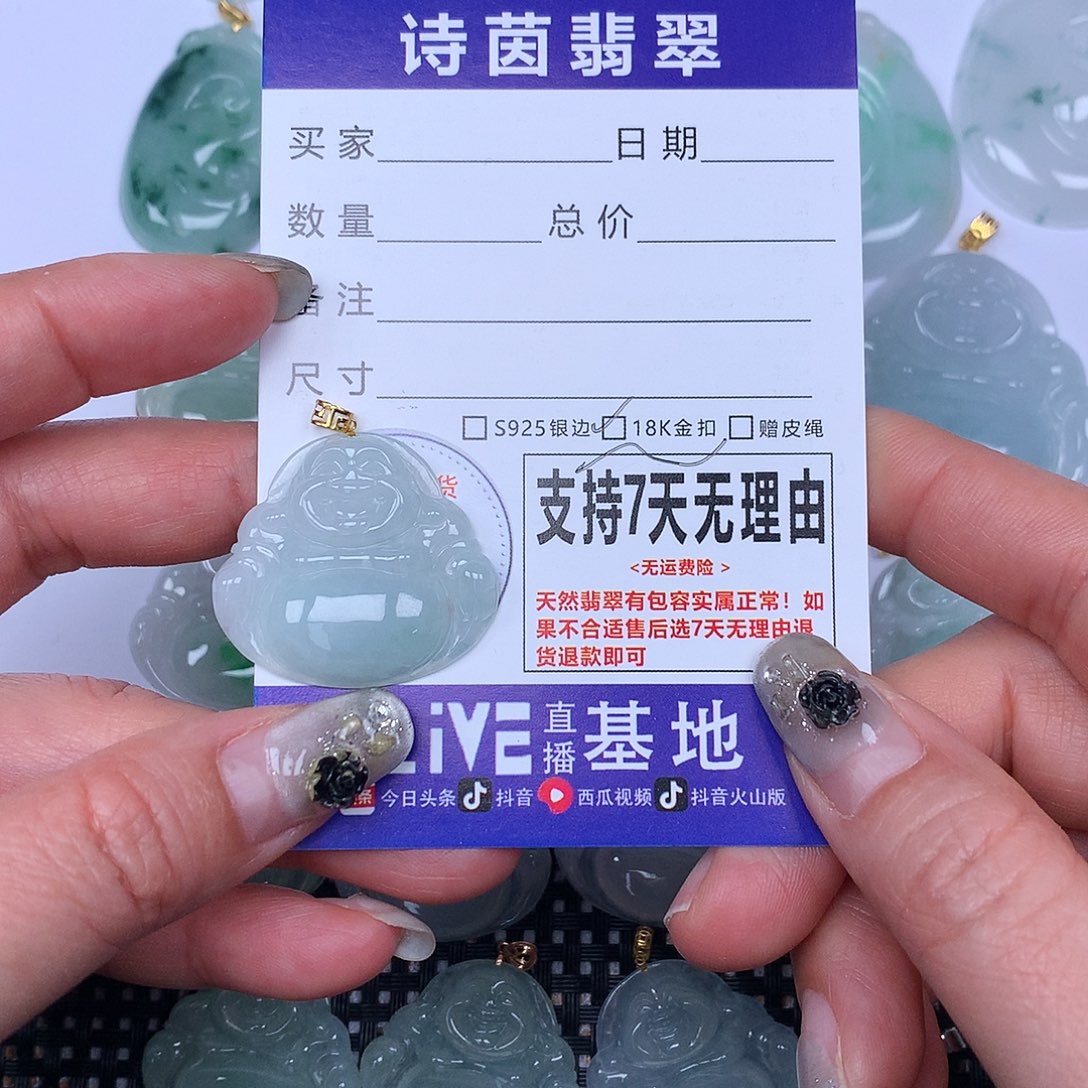 诗茵翡翠
买家 日期
数量 总价
备注
尺寸
S925银边 18K金扣 赠皮绳
货
支持7天无理由
<无运费险 >
天然翡翠有包容实属正常！如
果不合适售后选7天无理由退
货退款即可
LiVE 直播 基地
今日头条 抖音 西瓜视频 抖音火山版